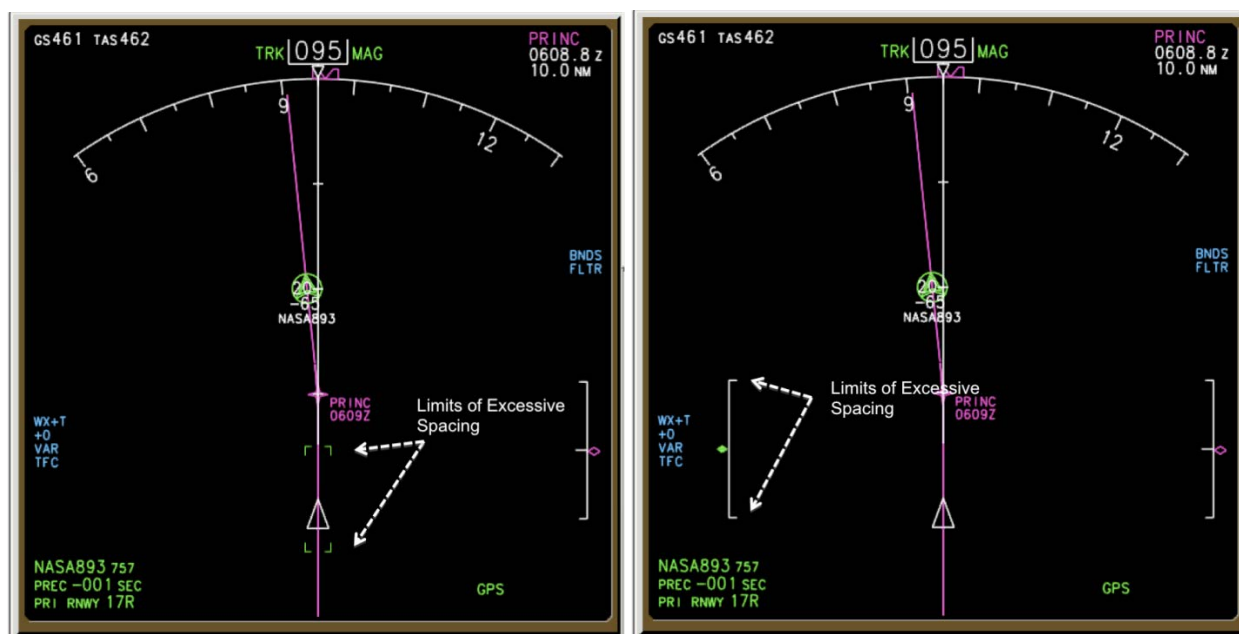 GS461 TAS462
TRK 095 MAG
PRINC
0608.8 Z
10.0 NM
6
9
12
BNDS
FLTR
20
-65
NASA893
PRINC
0609Z
Limits of Excessive
Spacing
WX+T
+0
VAR
TFC
NASA893 757
PREC -001 SEC
PRI RNWY 17R
GPS
GS461 TAS462
TRK 095 MAG
PRINC
0608.8 Z
10.0 NM
6
9
12
BNDS
FLTR
20
-65
NASA893
Limits of Excessive
Spacing
PRINC
0609Z
WX+T
+0
VAR
TFC
NASA893 757
PREC -001 SEC
PRI RNWY 17R
GPS